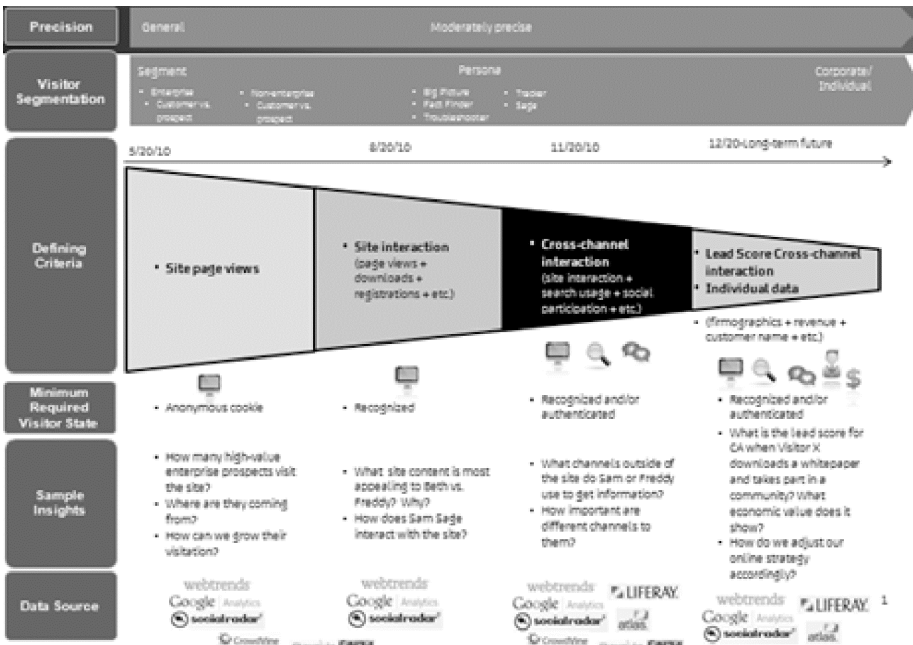 Precision
General
Moderately precise
Visitor
Segmentation
Segment
• Enterprise
• Customer vs.
prospect
• Non-enterprise
• Customer vs.
prospect
Persona
• Big Picture
• Fact Finder
• Troubleshooter
• Tracker
• Sage
Corporate/
Individual
5/20/10
8/20/10
11/20/10
12/20-Long-term future
Defining
Criteria
• Site page views
• Site interaction
(page views +
downloads +
registrations + etc.)
• Cross-channel
interaction
(site interaction +
search usage + social
participation + etc.)
• Lead Score Cross-channel
interaction
• Individual data
• (firmographics + revenue +
customer name + etc.)
Minimum
Required
Visitor State
• Anonymous cookie
• Recognized
• Recognized and/or
authenticated
• Recognized and/or
authenticated
Sample
Insights
• How many high-value
enterprise prospects visit
the site?
• Where are they coming
from?
• How can we grow their
visitation?
• What site content is most
appealing to Beth vs.
Freddy? Why?
• How does Sam Sage
interact with the site?
• What channels outside of
the site do Sam or Freddy
use to get information?
• How important are
different channels to
them?
• What is the lead score for
CA when Visitor X
downloads a whitepaper
and takes part in a
community? What
economic value does it
show?
• How do we adjust our
online strategy
accordingly?
Data Source
webtrends
Google Analytics
socialradar
CrowdVine
webtrends
Google Analytics
socialradar
webtrends
LIFERAY.
Google Analytics
atlas
socialradar
CrowdVine
webtrends
LIFERAY.
Google Analytics
socialradar
atlas
1